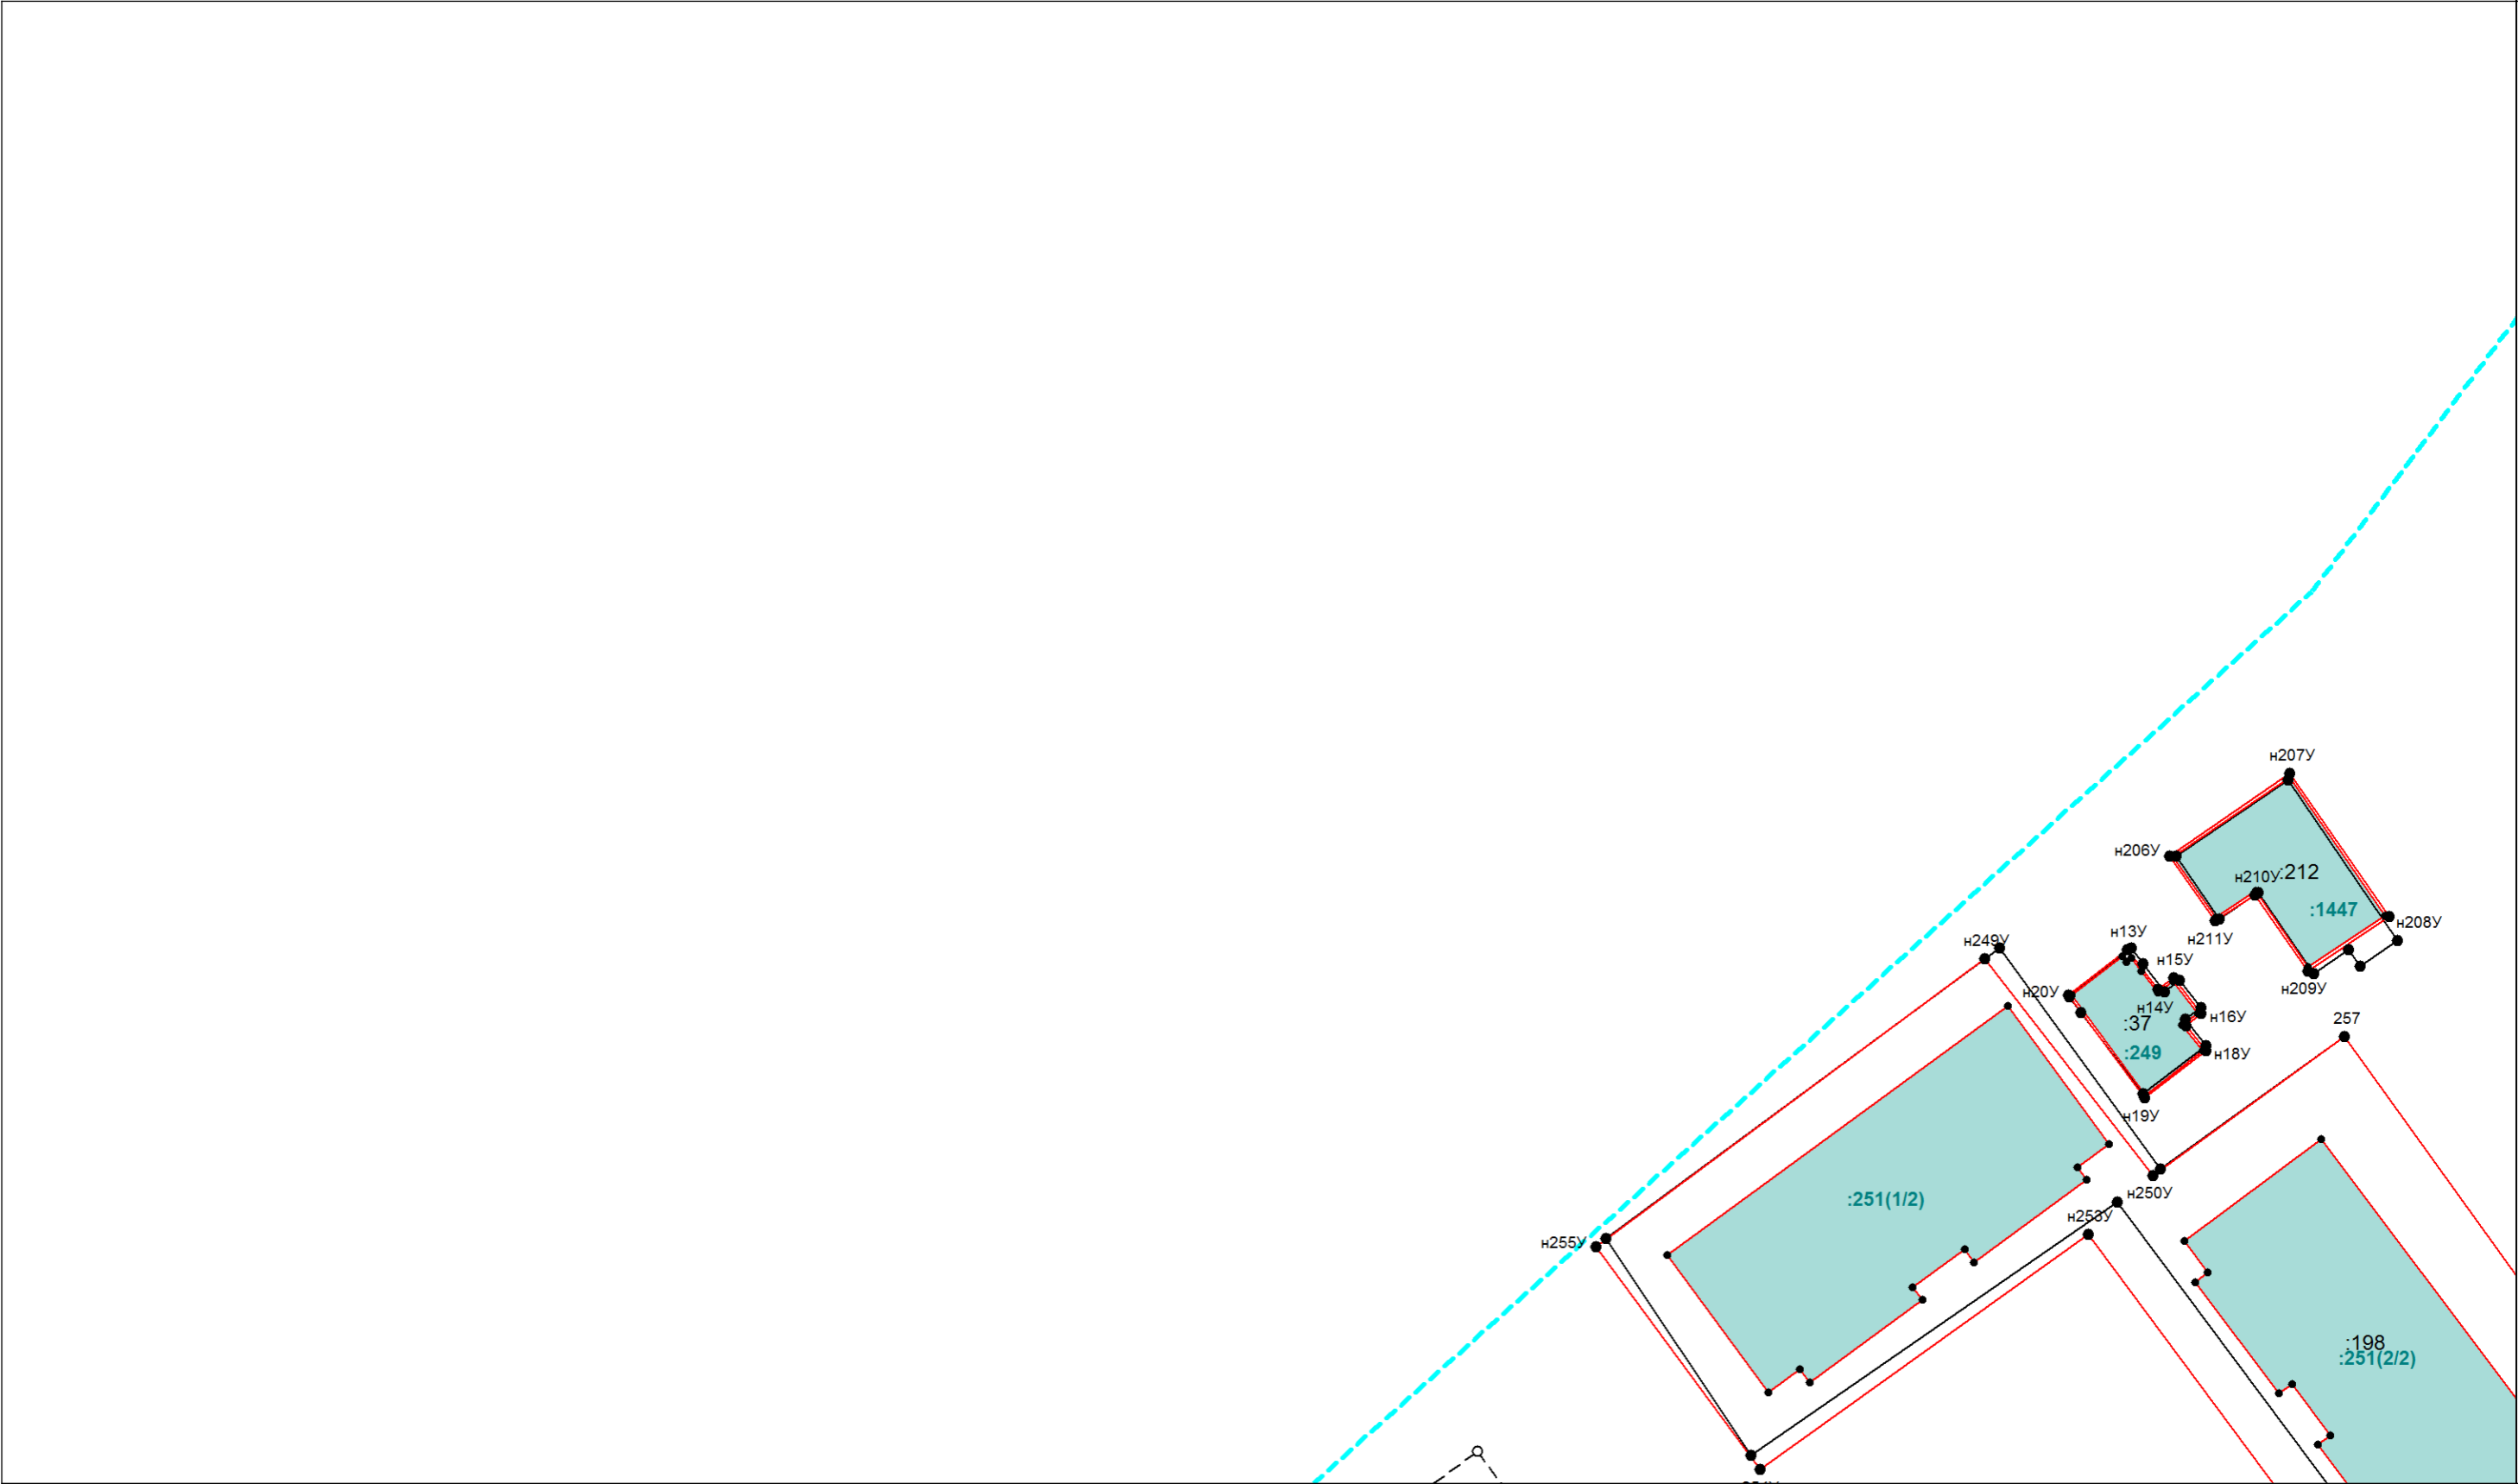 н207У
н206У
н210У
:212
:1447
н208У
н211У
н13У
н249У
н15У
н209У
н20У
н14У
н16У
257
:37
:249
н18У
н19У
н250У
:251(1/2)
н253У
н255У
:198
:251(2/2)